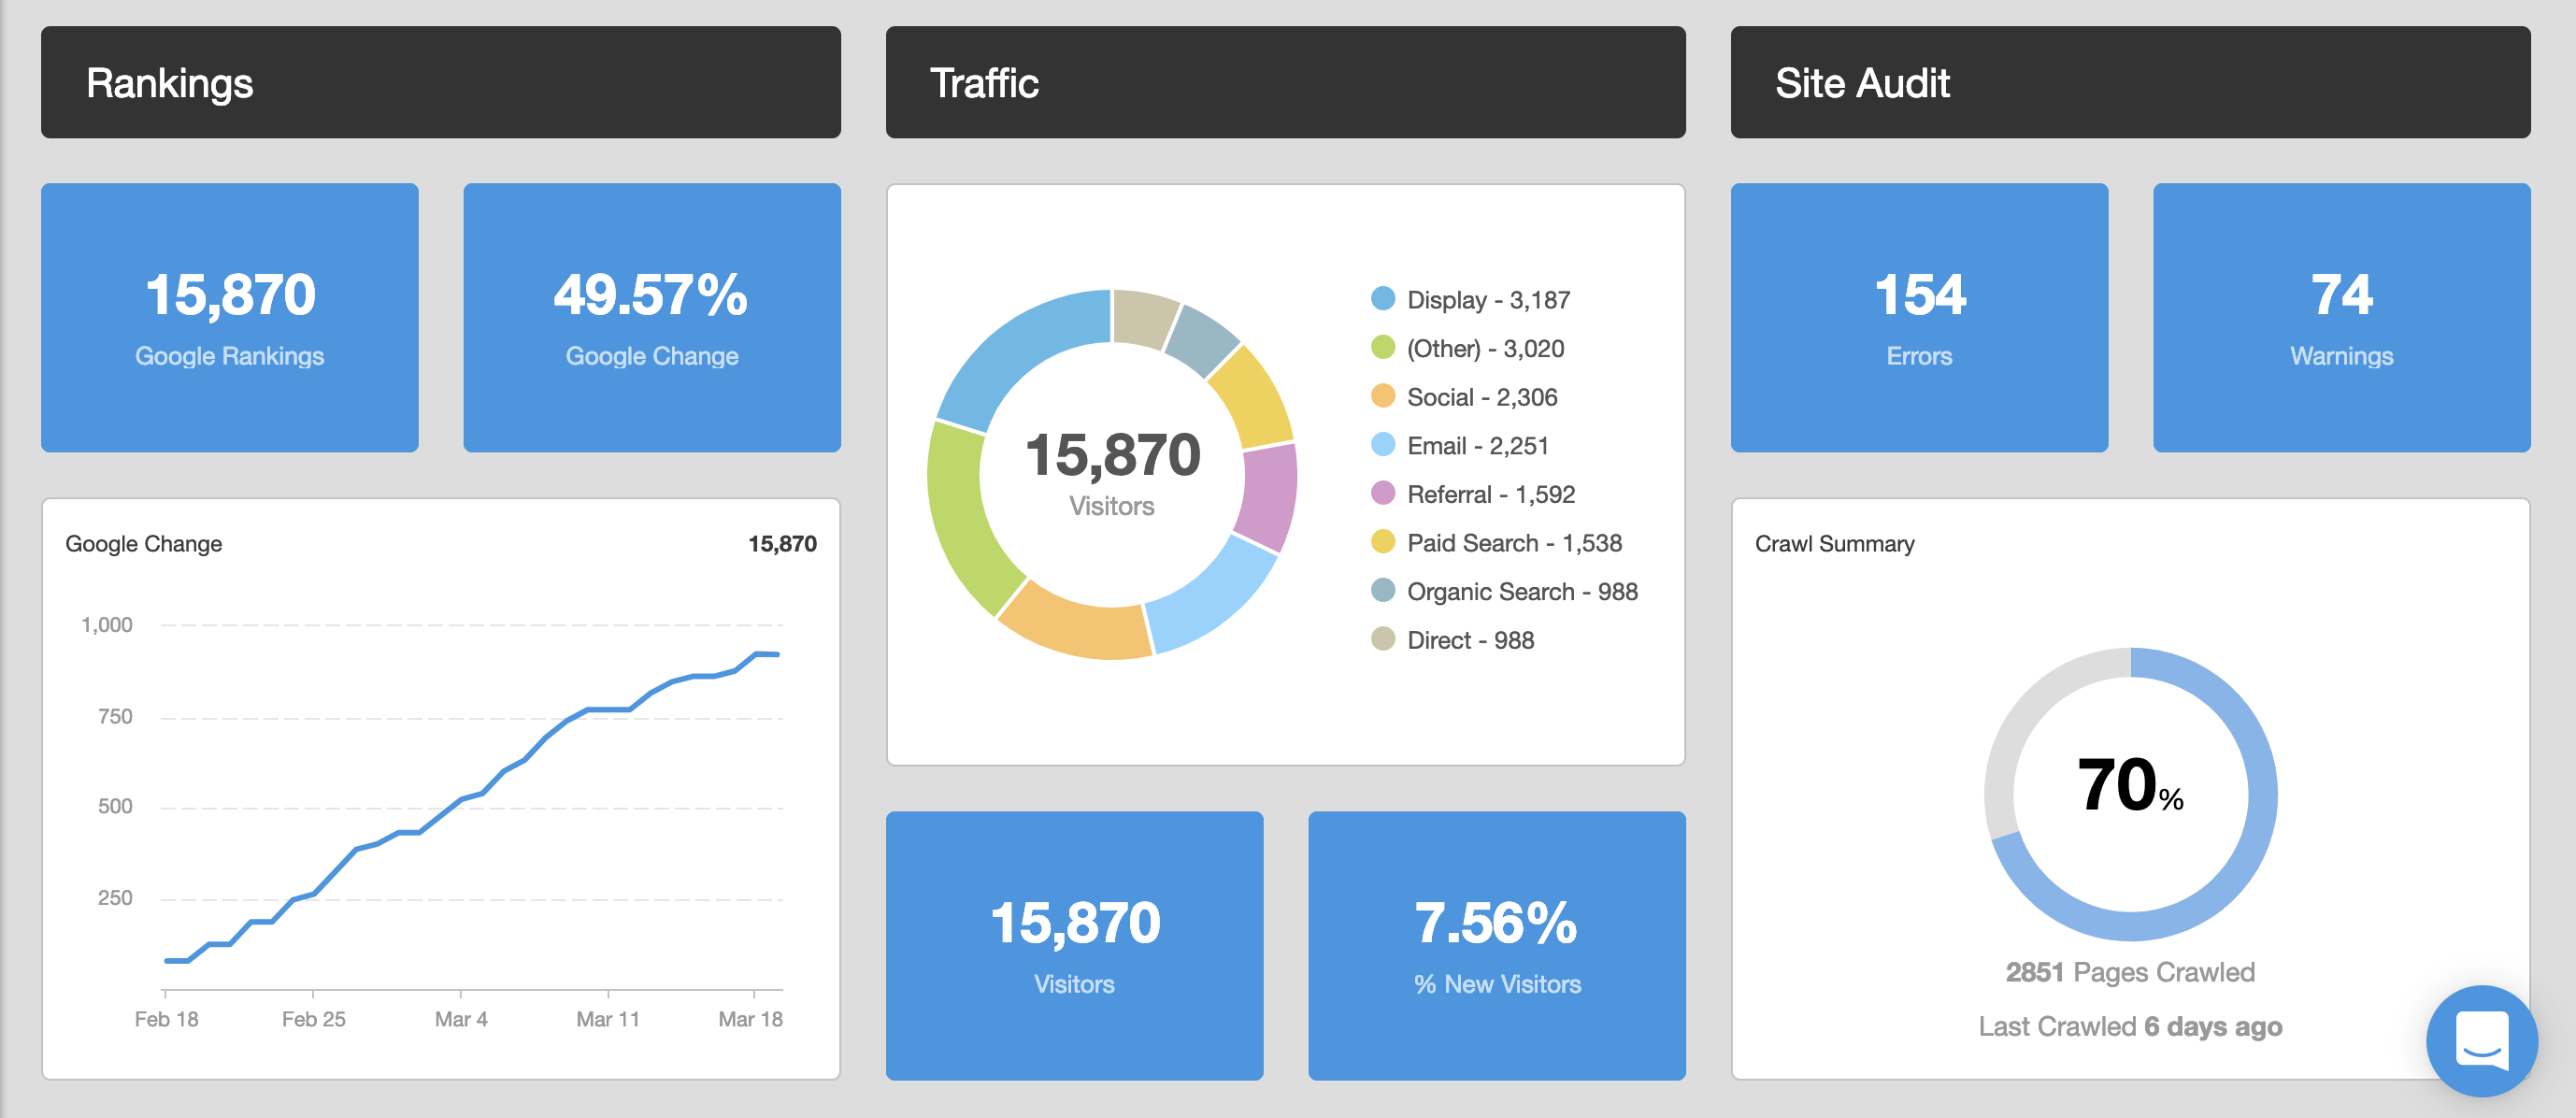 Rankings
Traffic
Site Audit
15,870
Google Rankings
49.57%
Google Change
Google Change
15,870
1,000
750
500
250
Feb 18
Feb 25
Mar 4
Mar 11
Mar 18
15,870
Visitors
Display - 3,187
(Other) - 3,020
Social - 2,306
Email - 2,251
Referral - 1,592
Paid Search - 1,538
Organic Search - 988
Direct - 988
15,870
Visitors
7.56%
% New Visitors
154
Errors
74
Warnings
Crawl Summary
70%
2851 Pages Crawled
Last Crawled 6 days ago